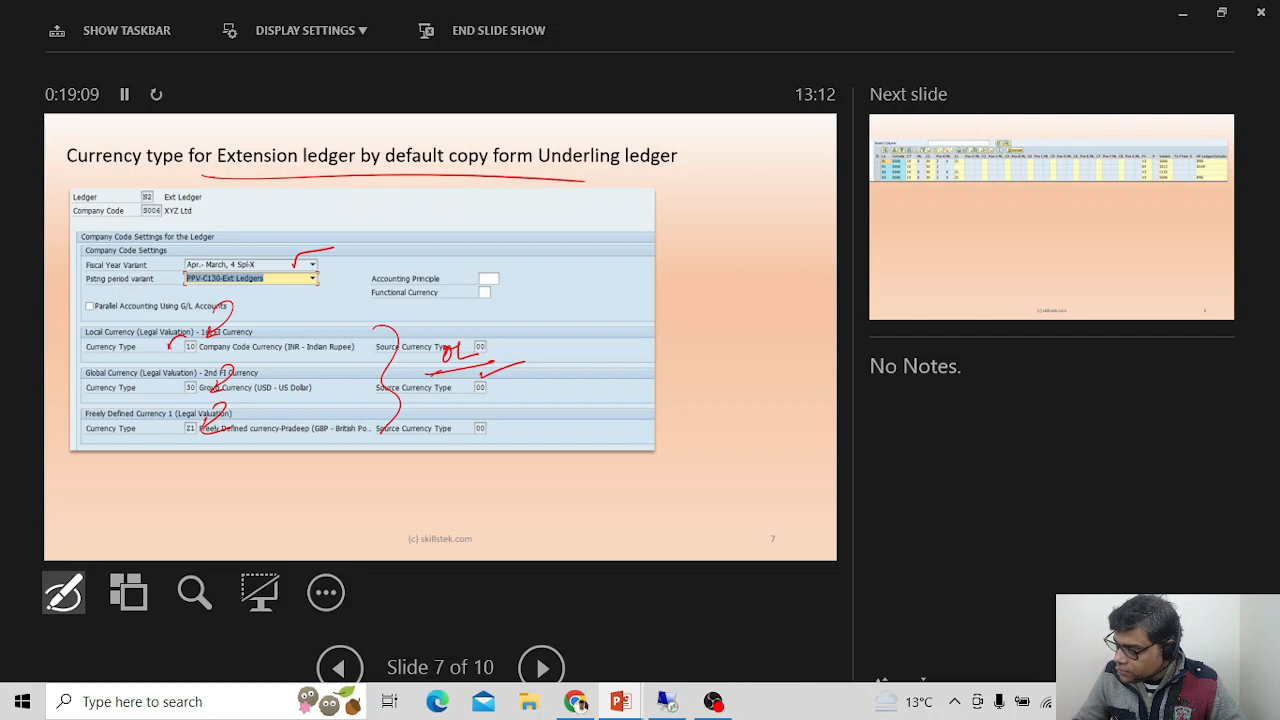 SHOW TASKBAR
DISPLAY SETTINGS ▾
END SLIDE SHOW
0:19:09
13:12
Currency type for Extension ledger by default copy form Underling ledger
Ledger N2 Ext Ledger
Company Code 5006 XYZ Ltd
Company Code Settings for the Ledger
Company Code Settings
Fiscal Year Variant Apr.- March, 4 Spl-X
Pstng period variant PPV-C130-Ext Ledgers
Accounting Principle
Functional Currency
Parallel Accounting Using G/L Accounts
Local Currency (Legal Valuation) - 1st FI Currency
Currency Type 10 Company Code Currency (INR - Indian Rupee) Source Currency Type 00
0L
Global Currency (Legal Valuation) - 2nd FI Currency
Currency Type 30 Group Currency (USD - US Dollar) Source Currency Type 00
Freely Defined Currency 1 (Legal Valuation)
Currency Type Z1 Freely Defined currency-Pradeep (GBP - British Po... Source Currency Type 00
(c) skillstek.com
7
Next slide
(c) skillstek.com
No Notes.
Slide 7 of 10
Type here to search
13°C